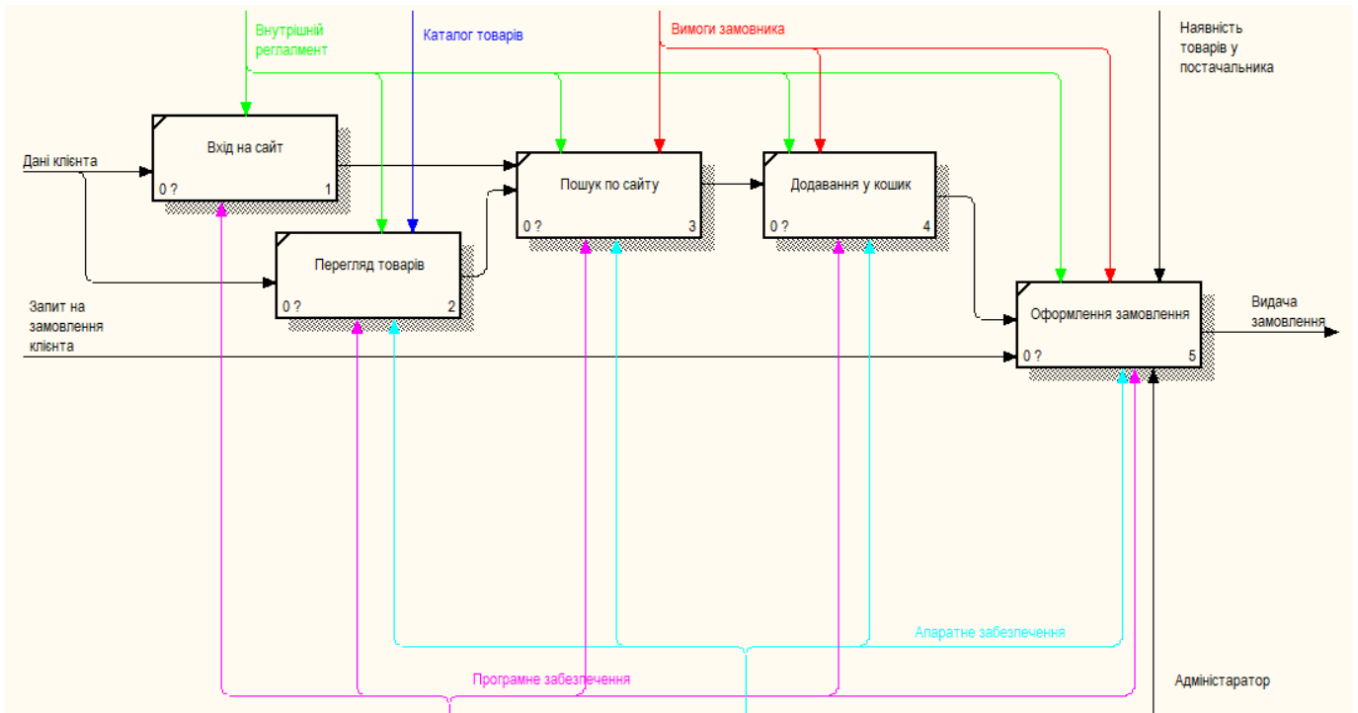 Внутрішній
реглалмент
Каталог товарів
Вимоги замовника
Наявність
товарів у
постачальника
Вхід на сайт
0 ?
1
Дані клієнта
Пошук по сайту
0 ?
3
Додавання у кошик
0 ?
4
Перегляд товарів
0 ?
2
Запит на
замовлення
клієнта
Оформлення замовлення
0 ?
5
Видача
замовлення
Апаратне забезпечення
Програмне забезпечення
Адміністаратор